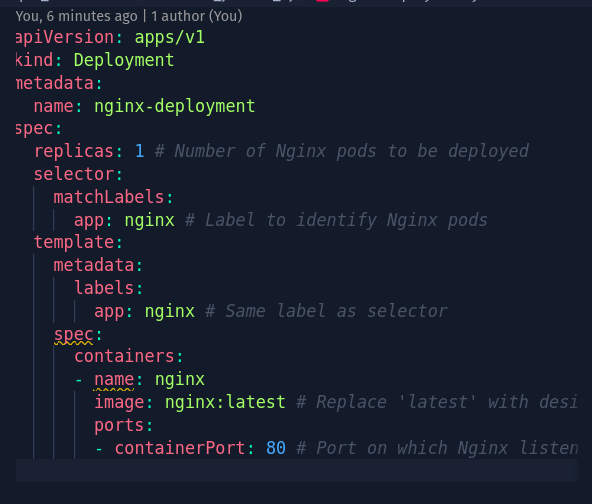 You, 6 minutes ago | 1 author (You)
apiVersion: apps/v1
kind: Deployment
metadata:
  name: nginx-deployment
spec:
  replicas: 1 # Number of Nginx pods to be deployed
  selector:
    matchLabels:
      app: nginx # Label to identify Nginx pods
  template:
    metadata:
      labels:
        app: nginx # Same label as selector
    spec:
      containers:
      - name: nginx
        image: nginx:latest # Replace 'latest' with desi
        ports:
        - containerPort: 80 # Port on which Nginx listen